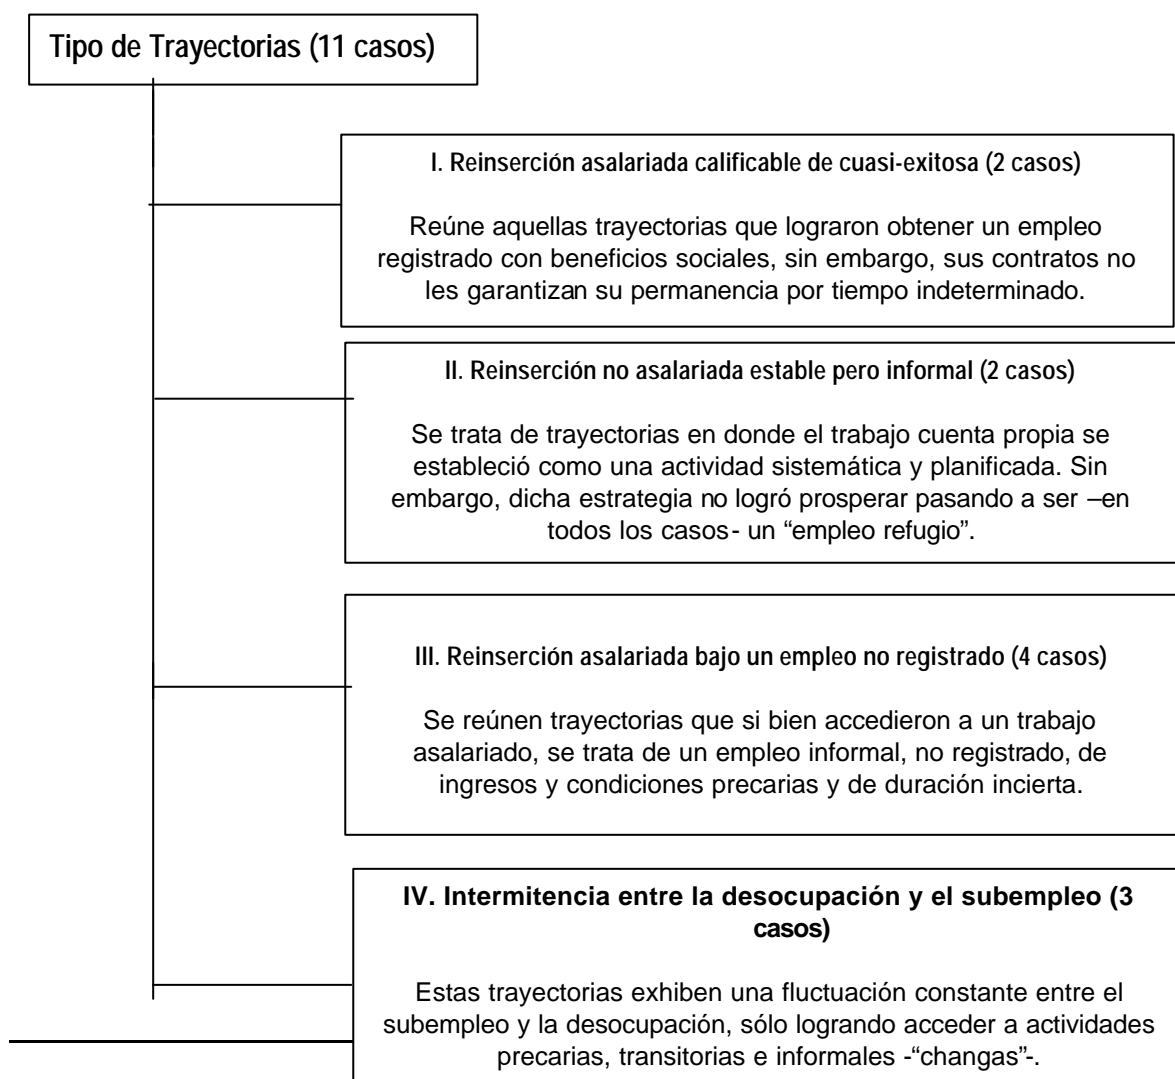 Tipo de Trayectorias (11 casos)
I. Reinserción asalariada calificable de cuasi-exitosa (2 casos)
Reúne aquellas trayectorias que lograron obtener un empleo
registrado con beneficios sociales, sin embargo, sus contratos no
les garantizan su permanencia por tiempo indeterminado.
II. Reinserción no asalariada estable pero informal (2 casos)
Se trata de trayectorias en donde el trabajo cuenta propia se
estableció como una actividad sistemática y planificada. Sin
embargo, dicha estrategia no logró prosperar pasando a ser –en
todos los casos- un “empleo refugio”.
III. Reinserción asalariada bajo un empleo no registrado (4 casos)
Se reúnen trayectorias que si bien accedieron a un trabajo
asalariado, se trata de un empleo informal, no registrado, de
ingresos y condiciones precarias y de duración incierta.
IV. Intermitencia entre la desocupación y el subempleo (3
casos)
Estas trayectorias exhiben una fluctuación constante entre el
subempleo y la desocupación, sólo logrando acceder a actividades
precarias, transitorias e informales -“changas”-.